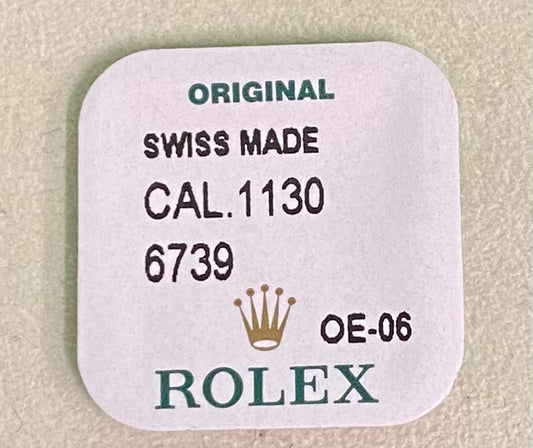 ORIGINAL
SWISS MADE
CAL.1130
6739
OE-06
ROLEX